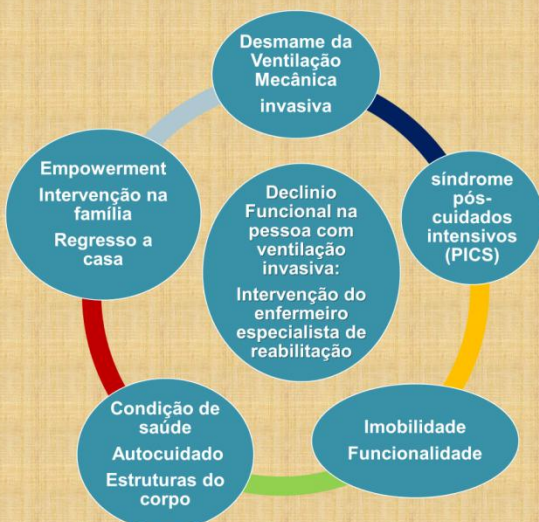 Desmame da
Ventilação
Mecânica
invasiva
síndrome
pós-
cuidados
intensivos
(PICS)
Imobilidade
Funcionalidade
Condição de
saúde
Autocuidado
Estruturas do
corpo
Empowerment
Intervenção na
família
Regresso a
casa
Declinio
Funcional na
pessoa com
ventilação
invasiva:
Intervenção do
enfermeiro
especialista de
reabilitação